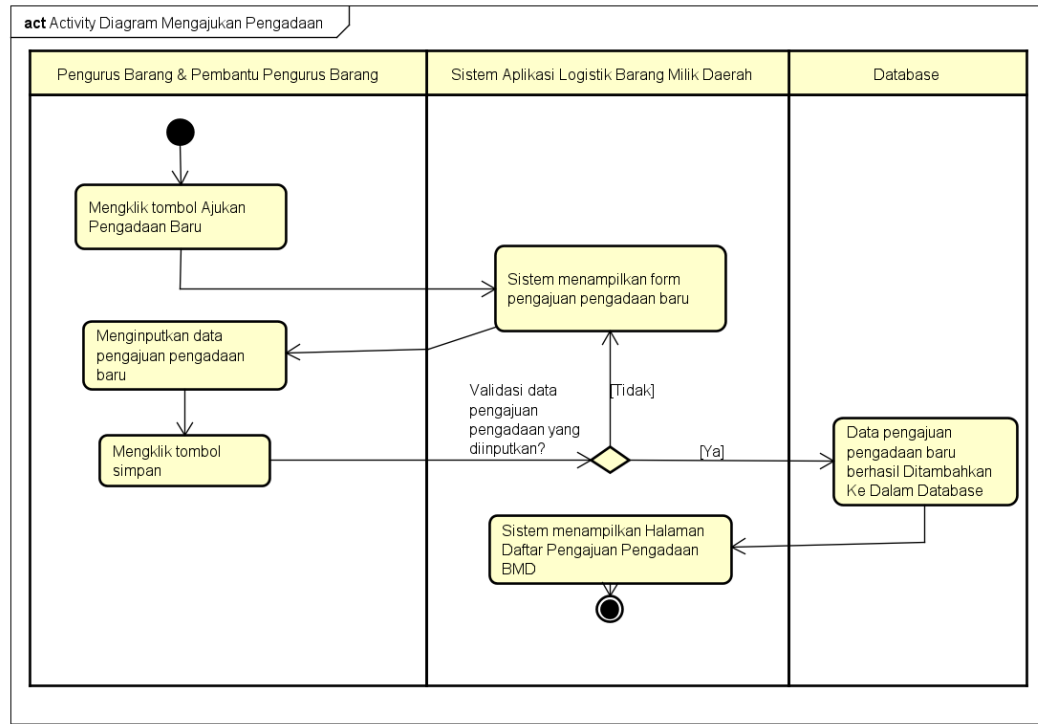 act Activity Diagram Mengajukan Pengadaan
Pengurus Barang & Pembantu Pengurus Barang
Sistem Aplikasi Logistik Barang Milik Daerah
Database
Mengklik tombol Ajukan
Pengadaan Baru
Sistem menampilkan form
pengajuan pengadaan baru
Menginputkan data
pengajuan pengadaan
baru
Mengklik tombol
simpan
Validasi data
pengajuan
pengadaan yang
diinputkan?
[Tidak]
[Ya]
Data pengajuan
pengadaan baru
berhasil Ditambahkan
Ke Dalam Database
Sistem menampilkan Halaman
Daftar Pengajuan Pengadaan
BMD